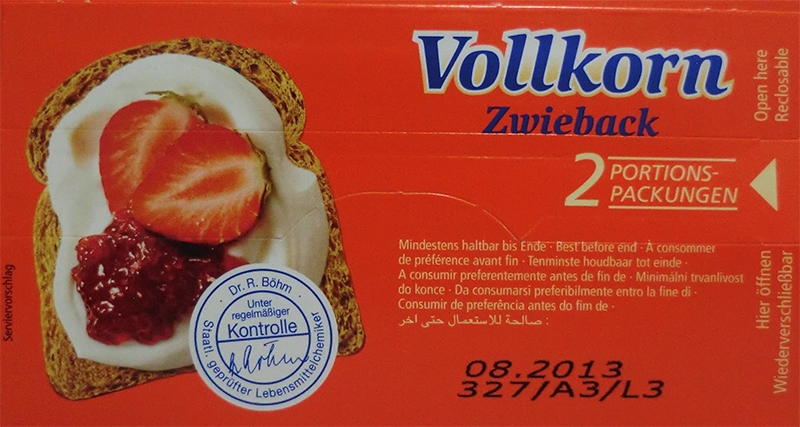 Vollkorn
Zwieback
2 PORTIONS-
PACKUNGEN
Open here
Reclosable
Mindestens haltbar bis Ende · Best before end · À consommer
de préférence avant fin · Tenminste houdbaar tot einde ·
A consumir preferentemente antes de fin de · Minimální trvanlivost
do konce · Da consumarsi preferibilmente entro la fine di ·
Consumir de preferência antes do fim de ·
صالحة للاستعمال حتى اخر :
08.2013
327/A3/L3
Hier öffnen
Wiederverschließbar
Serviervorschlag
· Dr. R. Böhm ·
Staatl. geprüfter Lebensmittelchemiker
Unter
regelmäßiger
Kontrolle
R Böhm